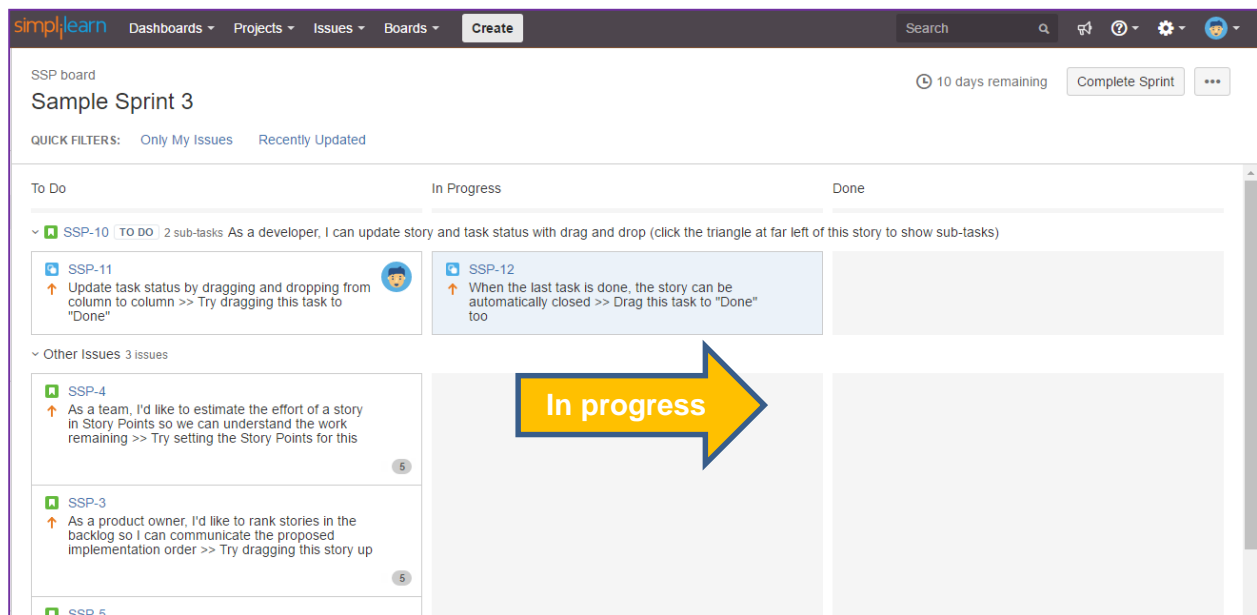 simplilearn Dashboards Projects Issues Boards Create Search
SSP board
10 days remaining Complete Sprint
Sample Sprint 3
QUICK FILTERS: Only My Issues Recently Updated
To Do In Progress Done
SSP-10 TO DO 2 sub-tasks As a developer, I can update story and task status with drag and drop (click the triangle at far left of this story to show sub-tasks)
SSP-11
Update task status by dragging and dropping from
column to column >> Try dragging this task to
"Done"
SSP-12
When the last task is done, the story can be
automatically closed >> Drag this task to "Done"
too
Other Issues 3 issues
SSP-4
As a team, I'd like to estimate the effort of a story
in Story Points so we can understand the work
remaining >> Try setting the Story Points for this
5
In progress
SSP-3
As a product owner, I'd like to rank stories in the
backlog so I can communicate the proposed
implementation order >> Try dragging this story up
5
SSP-5